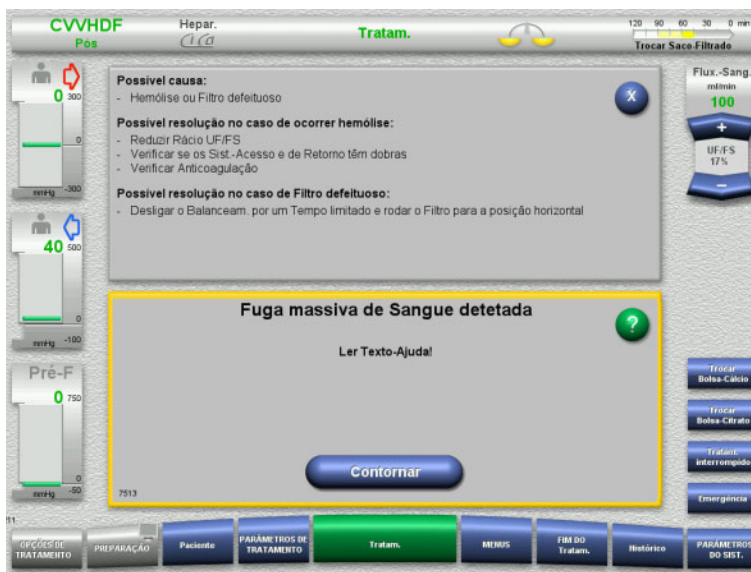 CVVHDF
Pós
Hepar.
Ci Ca
Tratam.
120 90 60 30 0 min
Trocar Saco-Filtrado
0
300
0
mmHg -300
40
500
0
mmHg -100
Pré-F
0
750
0
mmHg -50
Possível causa:
- Hemólise ou Filtro defeituoso
Possível resolução no caso de ocorrer hemólise:
- Reduzir Rácio UF/FS
- Verificar se os Sist.-Acesso e de Retorno têm dobras
- Verificar Anticoagulação
Possível resolução no caso de Filtro defeituoso:
- Desligar o Balanceam. por um Tempo limitado e rodar o Filtro para a posição horizontal
X
Fuga massiva de Sangue detetada
?
Ler Texto-Ajuda!
Contornar
7513
Flux.-Sang.
ml/min
100
+
UF/FS
17%
−
Trocar
Bolsa-Cálcio
Trocar
Bolsa-Citrato
Tratam.
interrompido
Emergência
11
OPÇÕES DE
TRATAMENTO
PREPARAÇÃO
Paciente
PARÂMETROS DE
TRATAMENTO
Tratam.
MENUS
FIM DO
Tratam.
Histórico
PARÂMETROS
DO SIST.